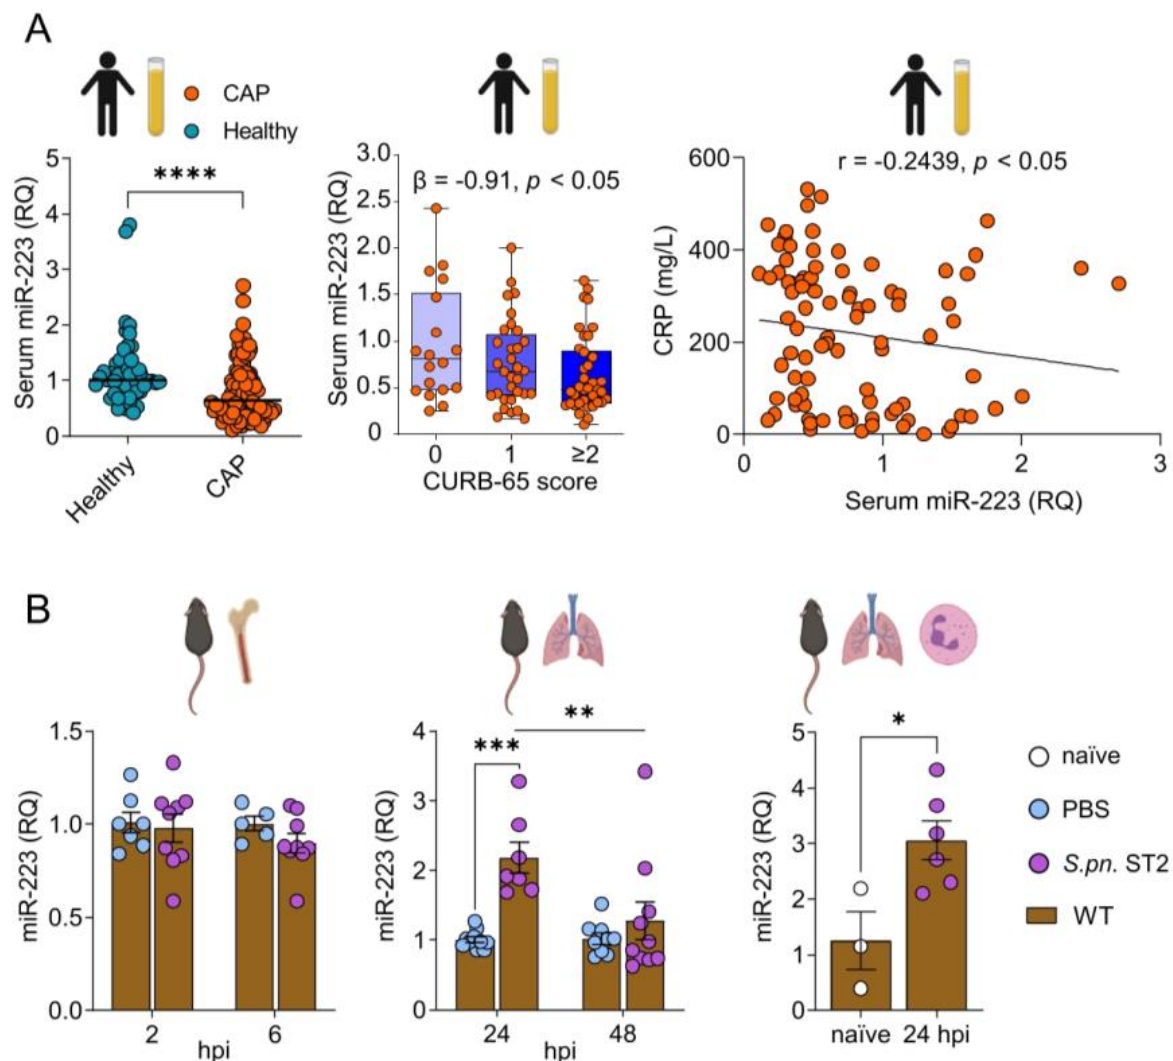 A
CAP
Healthy
****
Serum miR-223 (RQ)
5
4
3
2
1
0
Healthy
CAP
β = -0.91, p < 0.05
Serum miR-223 (RQ)
3.0
2.5
2.0
1.5
1.0
0.5
0
0
1
≥2
CURB-65 score
r = -0.2439, p < 0.05
CRP (mg/L)
600
400
200
0
0
1
2
3
Serum miR-223 (RQ)
B
miR-223 (RQ)
1.5
1.0
0.5
0.0
2
6
hpi
***
**
miR-223 (RQ)
4
3
2
1
0
24
48
hpi
*
miR-223 (RQ)
5
4
3
2
1
0
naïve
24 hpi
naïve
PBS
S.pn. ST2
WT